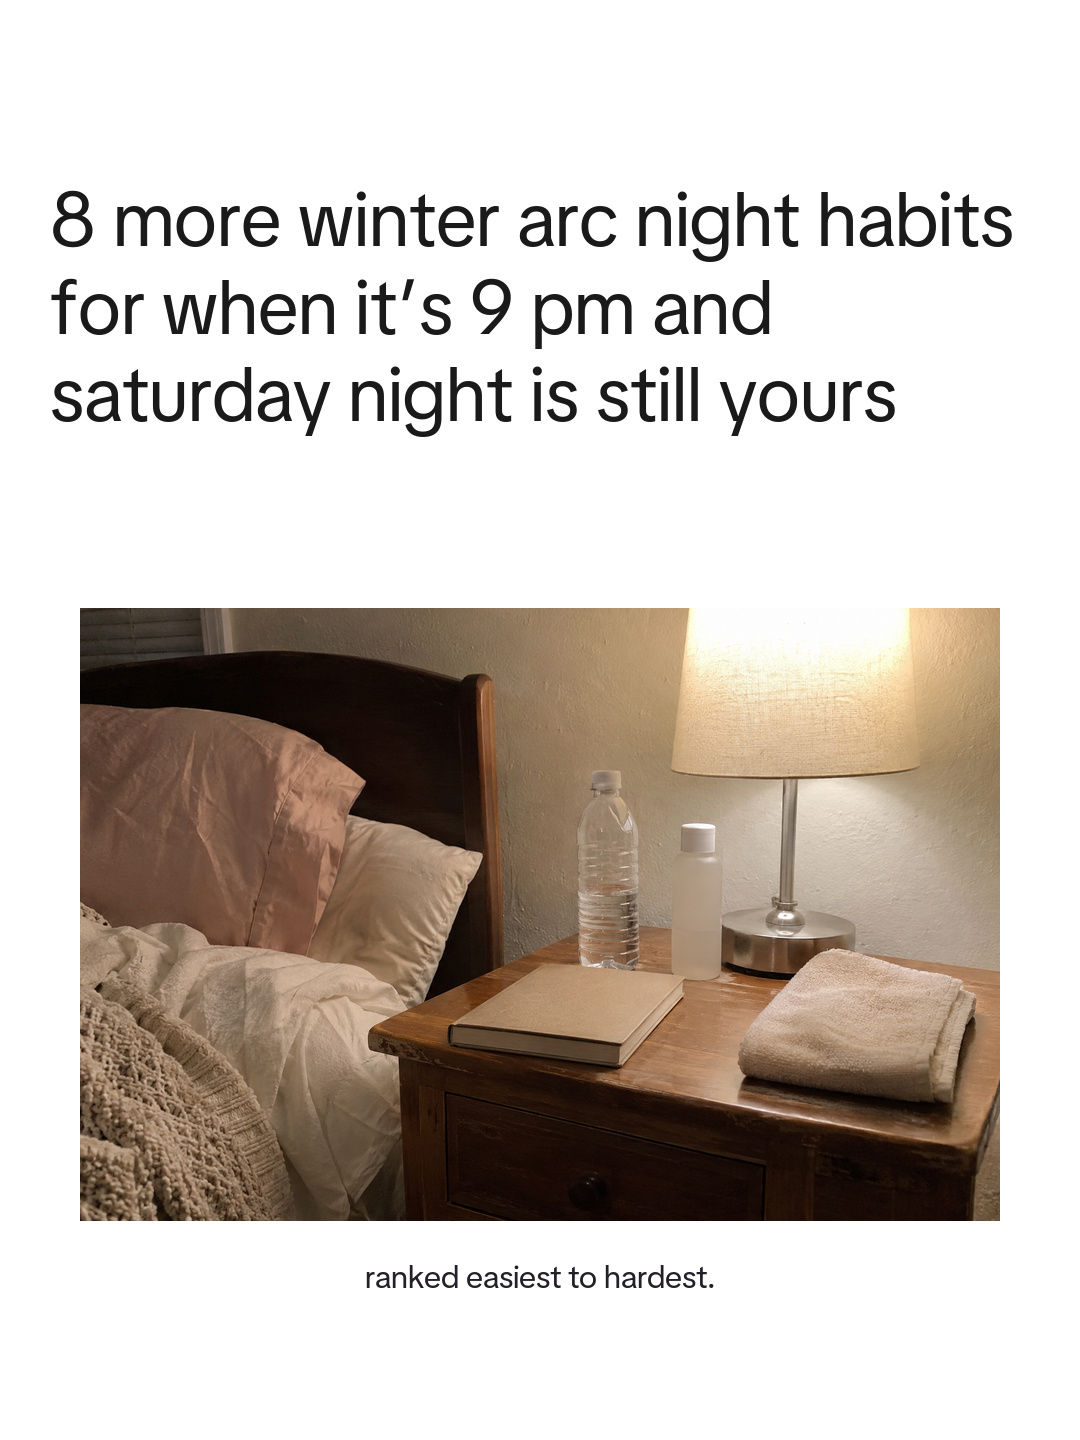 8 more winter arc night habits
for when it’s 9 pm and
saturday night is still yours
ranked easiest to hardest.